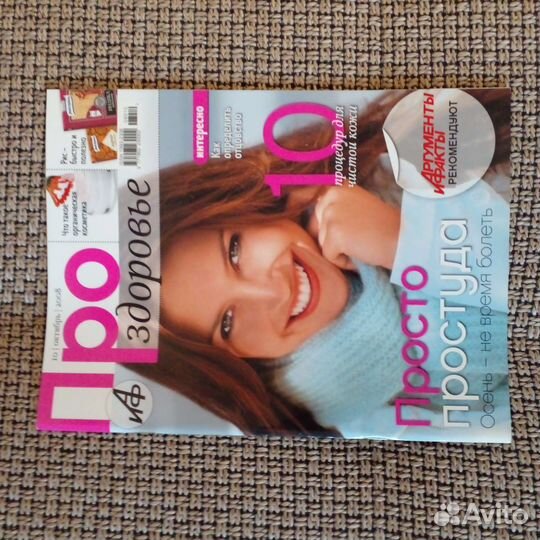 Рис –
быстро и
полезно
Что такое
органическая
косметика
10 | октябрь | 2008
Про
здоровье
АиФ
интересно
Как
определить
отцовство
10
процедур для
чистой кожи
АРГУМЕНТЫ
И ФАКТЫ
РЕКОМЕНДУЮТ
Просто
простуда
Осень – не время болеть
Avito